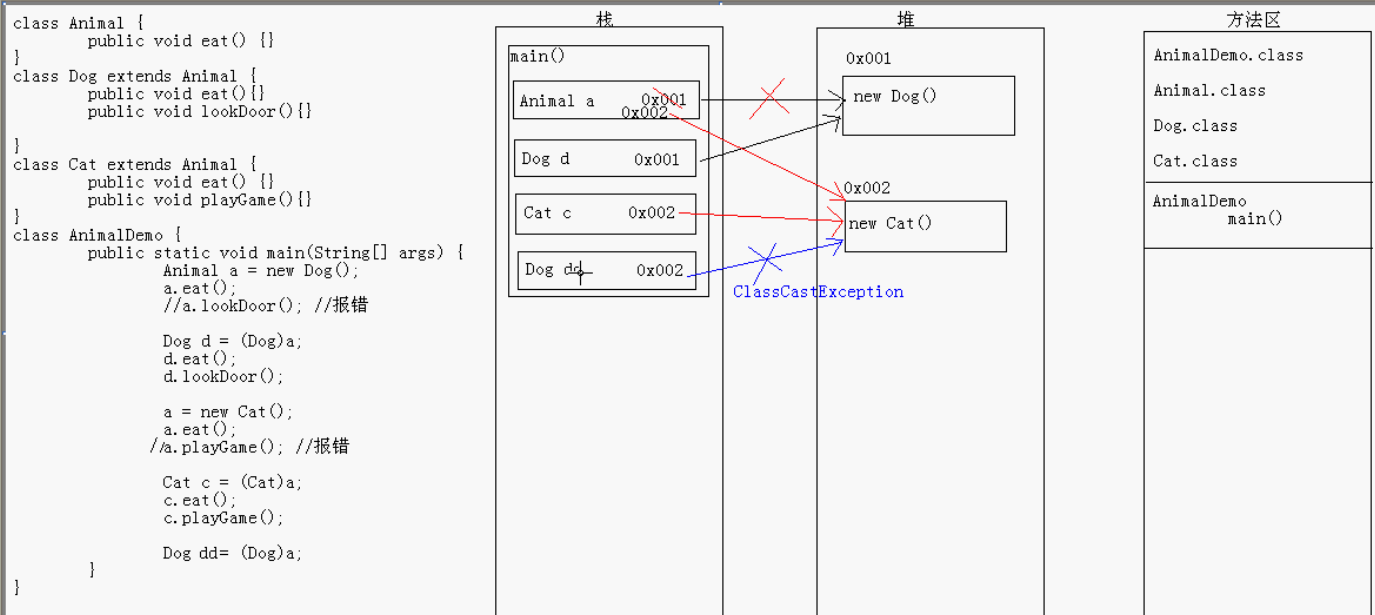 class Animal {
public void eat() {}
}
class Dog extends Animal {
public void eat(){}
public void lookDoor(){}
}
class Cat extends Animal {
public void eat() {}
public void playGame(){}
}
class AnimalDemo {
public static void main(String[] args) {
Animal a = new Dog();
a.eat();
//a.lookDoor(); //报错
Dog d = (Dog)a;
d.eat();
d.lookDoor();
a = new Cat();
a.eat();
//a.playGame(); //报错
Cat c = (Cat)a;
c.eat();
c.playGame();
Dog dd= (Dog)a;
}
}
栈
main()
Animal a 0x001
0x002
Dog d 0x001
Cat c 0x002
Dog dd 0x002
ClassCastException
堆
0x001
new Dog()
0x002
new Cat()
方法区
AnimalDemo.class
Animal.class
Dog.class
Cat.class
AnimalDemo
main()